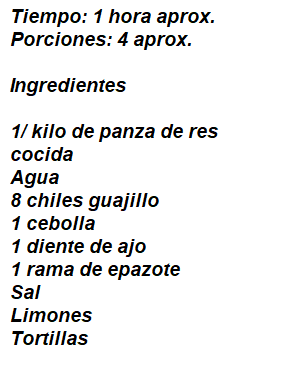 Tiempo: 1 hora aprox.
Porciones: 4 aprox.
Ingredientes
1/ kilo de panza de res
cocida
Agua
8 chiles guajillo
1 cebolla
1 diente de ajo
1 rama de epazote
Sal
Limones
Tortillas